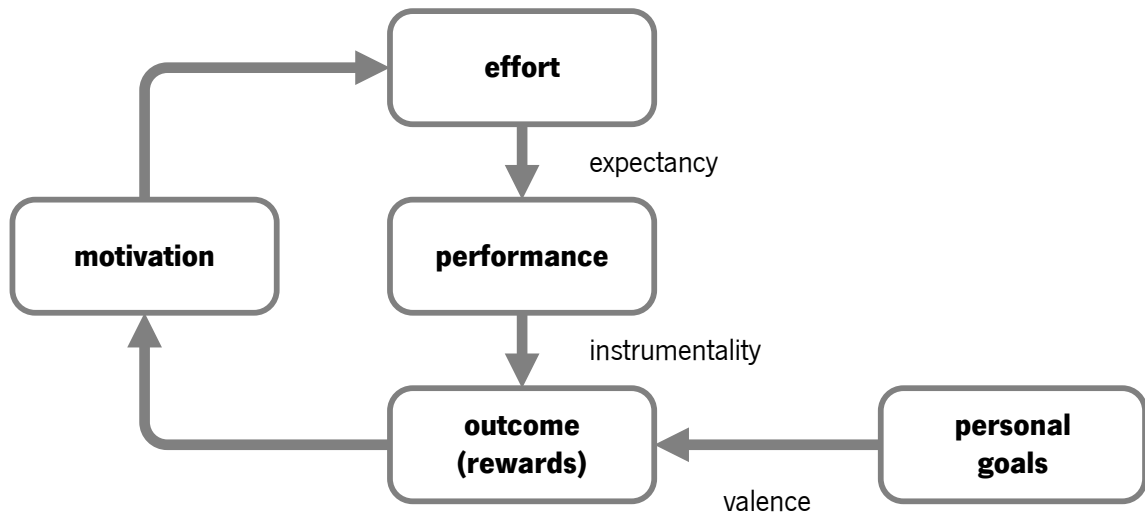 effort
expectancy
motivation
performance
instrumentality
outcome
(rewards)
personal
goals
valence